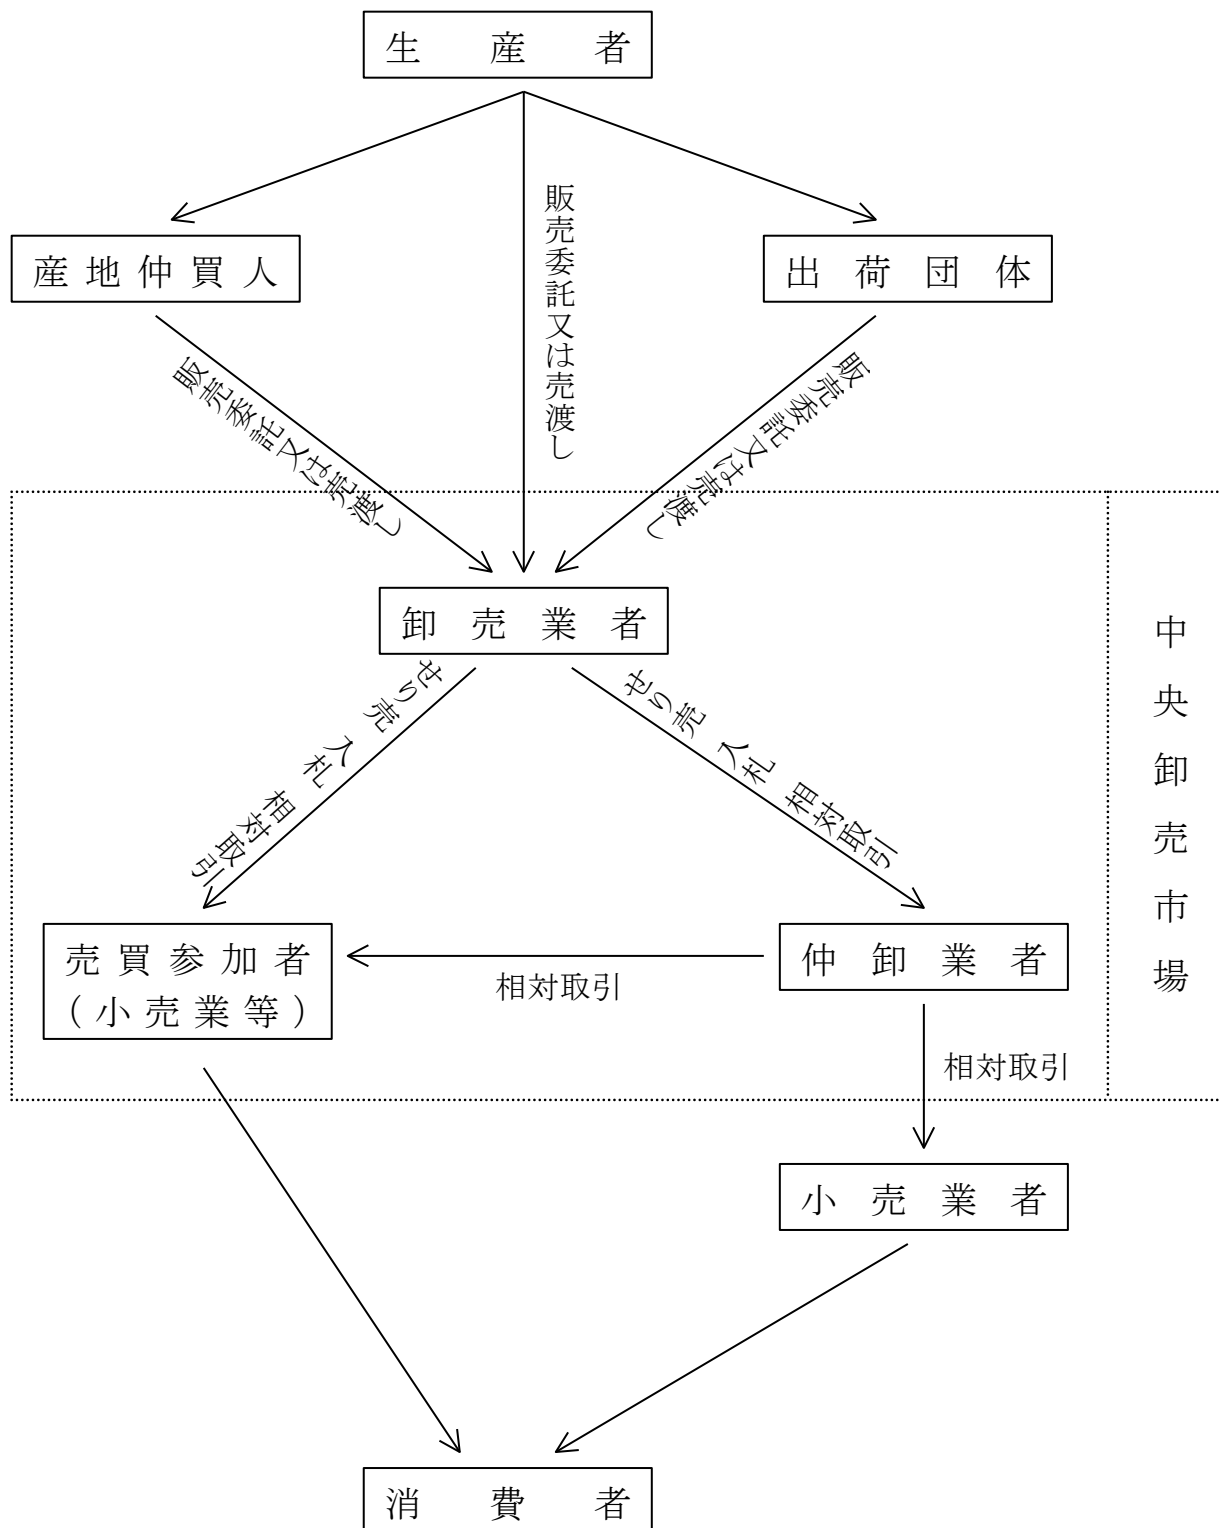 生産者
販売委託又は売渡し
産地仲買人
出荷団体
販売委託又は売渡し
販売委託又は売渡し
卸売業者
中央卸売市場
せり売 入札 相対取引
せり売 入札 相対取引
売買参加者
(小売業等)
相対取引
仲卸業者
相対取引
小売業者
消費者